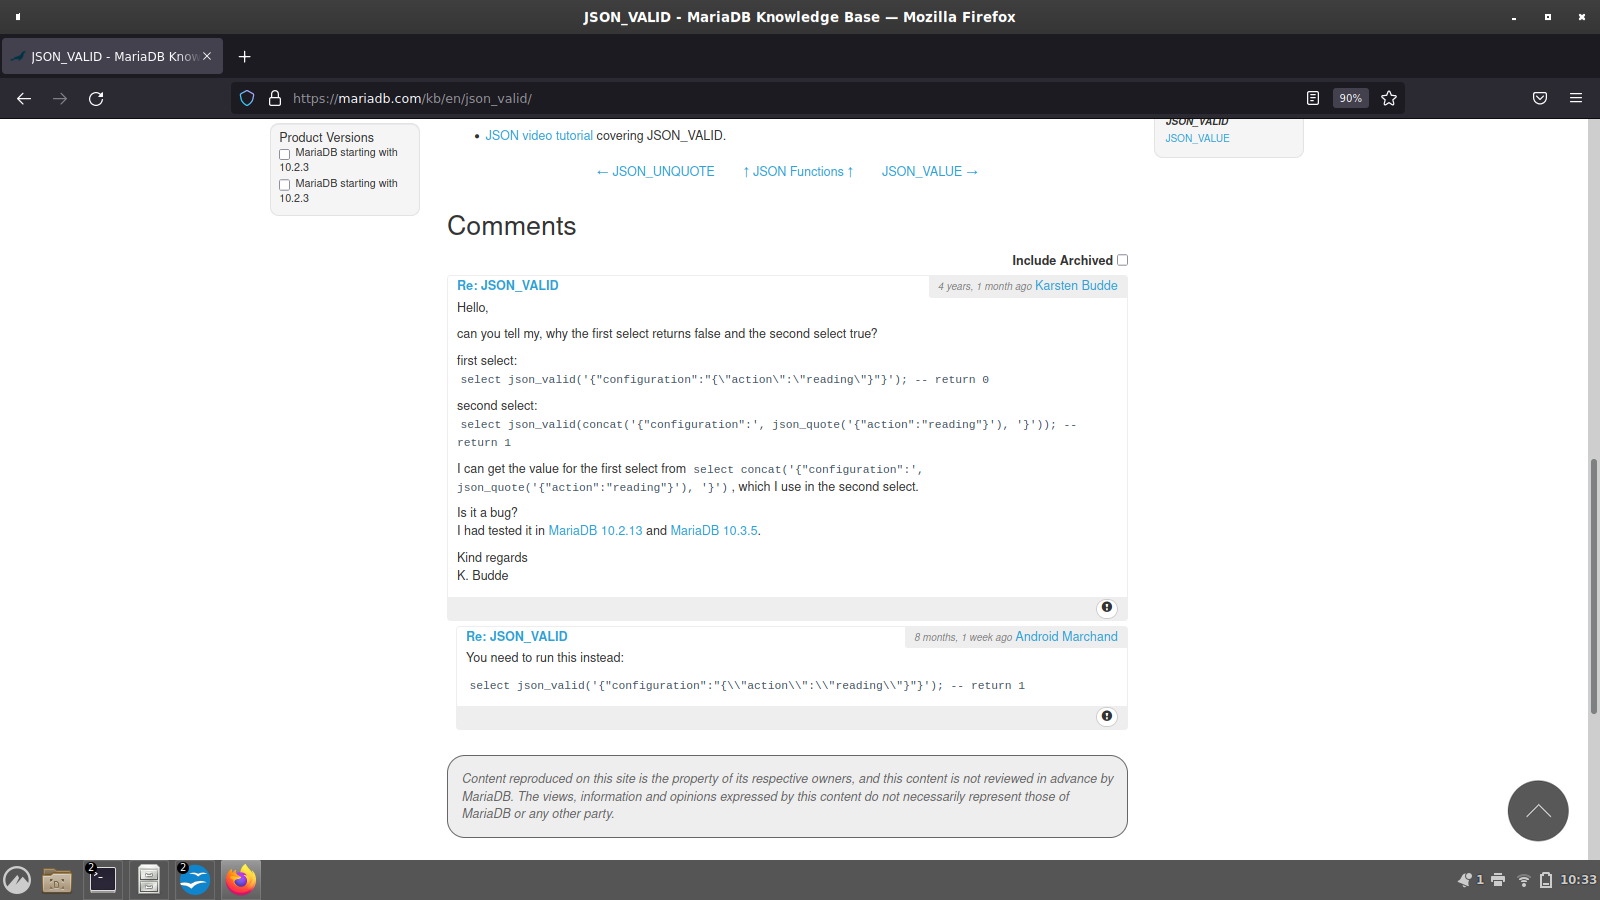 JSON_VALID - MariaDB Knowledge Base — Mozilla Firefox
JSON_VALID - MariaDB Know
https://mariadb.com/kb/en/json_valid/
90%
Product Versions
MariaDB starting with
10.2.3
MariaDB starting with
10.2.3
• JSON video tutorial covering JSON_VALID.
← JSON_UNQUOTE ↑ JSON Functions ↑ JSON_VALUE →
JSON_VALID
JSON_VALUE
Comments
Include Archived
Re: JSON_VALID
4 years, 1 month ago Karsten Budde
Hello,
can you tell my, why the first select returns false and the second select true?
first select:
select json_valid('{"configuration":"{\"action\":\"reading\"}"}'); -- return 0
second select:
select json_valid(concat('{"configuration":', json_quote('{"action":"reading"}'), '}')); --
return 1
I can get the value for the first select from select concat('{"configuration":',
json_quote('{"action":"reading"}'), '}') , which I use in the second select.
Is it a bug?
I had tested it in MariaDB 10.2.13 and MariaDB 10.3.5.
Kind regards
K. Budde
Re: JSON_VALID
8 months, 1 week ago Android Marchand
You need to run this instead:
select json_valid('{"configuration":"{\\"action\\":\\"reading\\"}"}'); -- return 1
Content reproduced on this site is the property of its respective owners, and this content is not reviewed in advance by
MariaDB. The views, information and opinions expressed by this content do not necessarily represent those of
MariaDB or any other party.
2
2
1
10:33